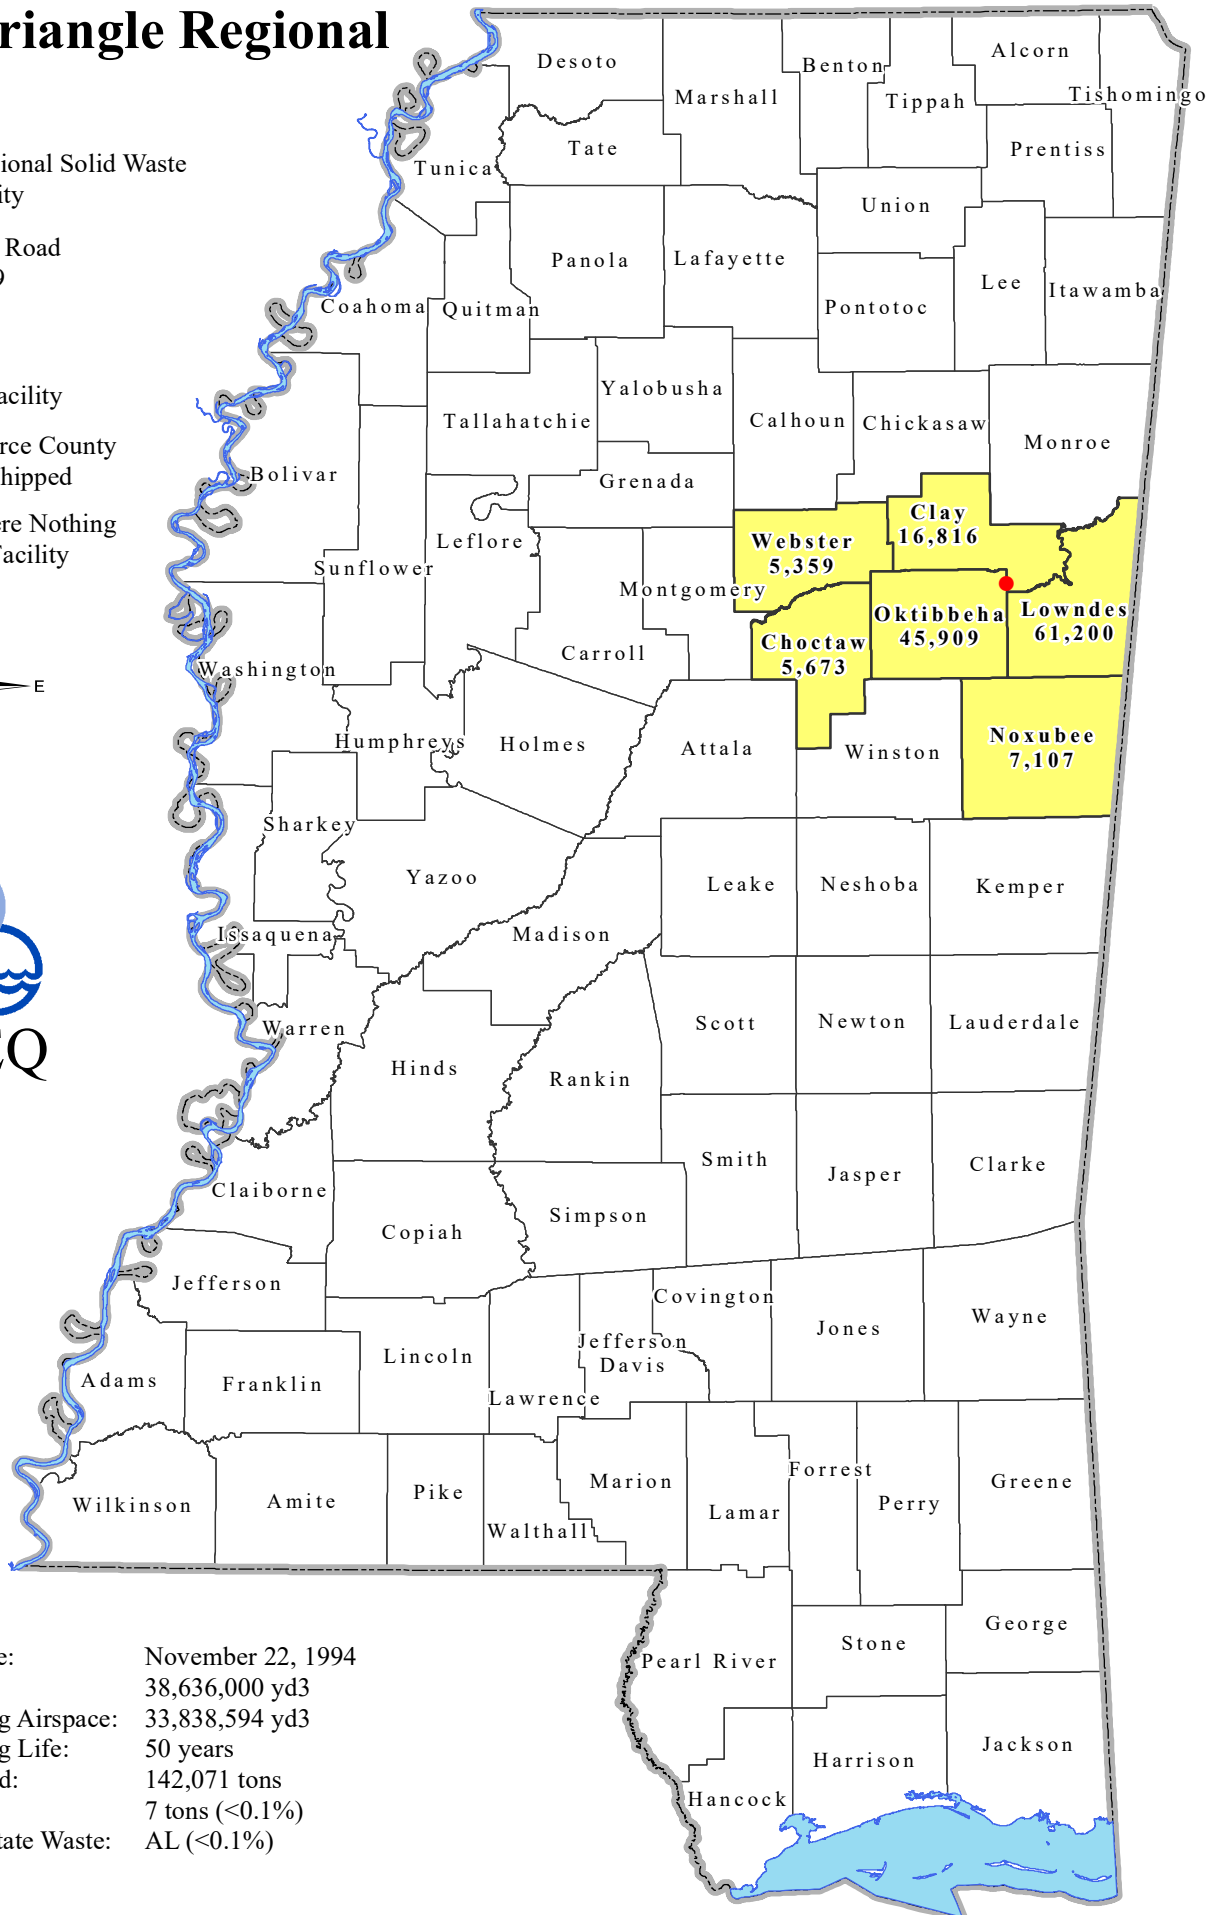 riangle Regional
ional Solid Waste
ity
Road
9
acility
rce County
hipped
ere Nothing
Facility
E
CQ
Desoto
Marshall
Benton
Tippah
Alcorn
Tishomingo
Tunica
Tate
Prentiss
Union
Panola
Lafayette
Coahoma
Quitman
Pontotoc
Lee
Itawamba
Yalobusha
Tallahatchie
Calhoun
Chickasaw
Monroe
Bolivar
Grenada
Leflore
Clay
16,816
Webster
5,359
Sunflower
Montgomery
Oktibbeha
45,909
Lowndes
61,200
Choctaw
5,673
Carroll
Washington
Humphreys
Holmes
Attala
Winston
Noxubee
7,107
Sharkey
Yazoo
Leake
Neshoba
Kemper
Issaquena
Madison
Warren
Scott
Newton
Lauderdale
Hinds
Rankin
Smith
Jasper
Clarke
Claiborne
Copiah
Simpson
Jefferson
Covington
Jones
Wayne
Jefferson
Davis
Lincoln
Adams
Franklin
Lawrence
Wilkinson
Amite
Pike
Walthall
Marion
Lamar
Forrest
Perry
Greene
George
Stone
Pearl River
Jackson
Harrison
Hancock
e: November 22, 1994
38,636,000 yd3
g Airspace: 33,838,594 yd3
g Life: 50 years
d: 142,071 tons
7 tons (<0.1%)
tate Waste: AL (<0.1%)